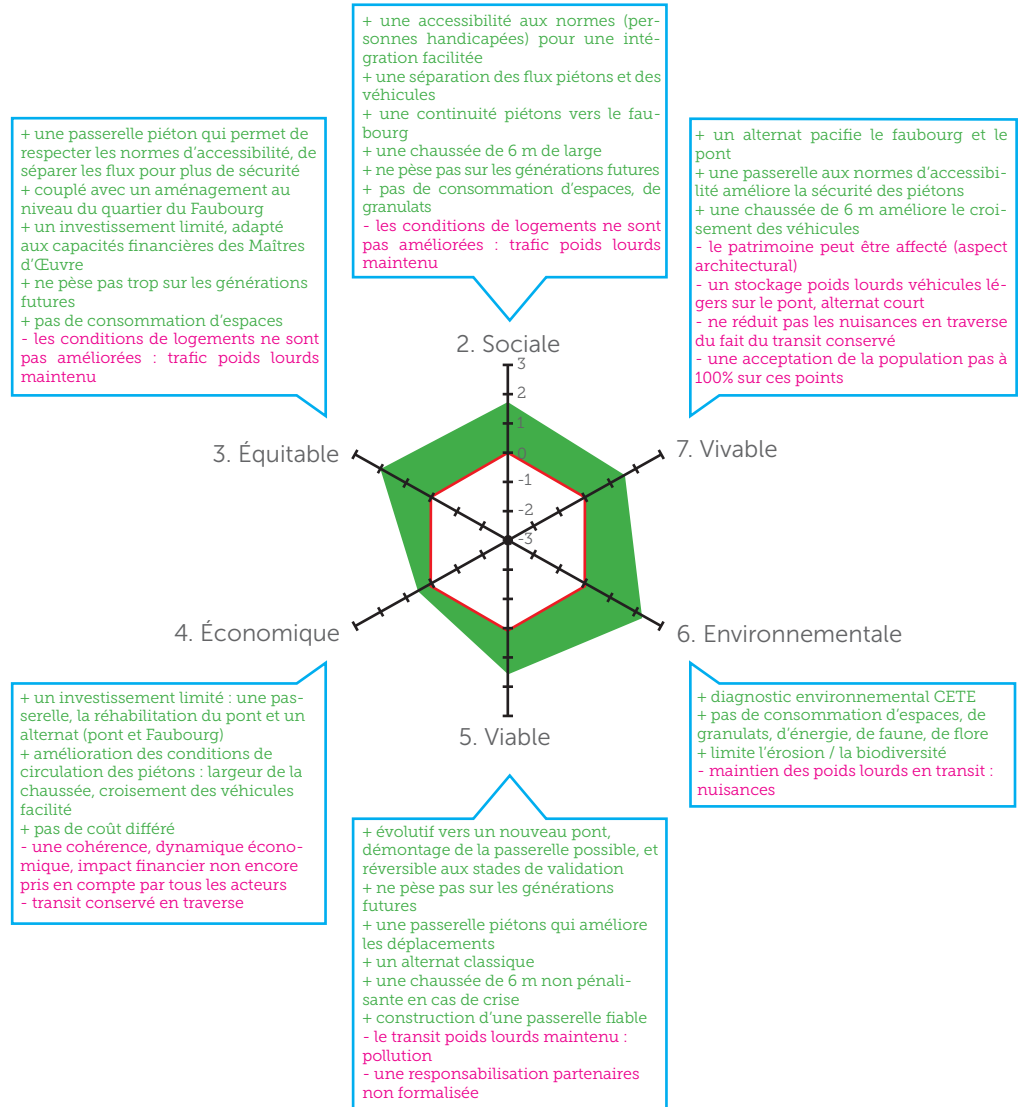 + une accessibilité aux normes (per-
sonnes handicapées) pour une inté-
gration facilitée
+ une séparation des flux piétons et des
véhicules
+ une continuité piétons vers le fau-
bourg
+ une chaussée de 6 m de large
+ ne pèse pas sur les générations futures
+ pas de consommation d'espaces, de
granulats
- les conditions de logements ne sont
pas améliorées : trafic poids lourds
maintenu
+ une passerelle piéton qui permet de
respecter les normes d'accessibilité, de
séparer les flux pour plus de sécurité
+ couplé avec un aménagement au
niveau du quartier du Faubourg
+ un investissement limité, adapté
aux capacités financières des Maîtres
d'Œuvre
+ ne pèse pas trop sur les générations
futures
+ pas de consommation d'espaces
- les conditions de logements ne sont
pas améliorées : trafic poids lourds
maintenu
+ un alternat pacifie le faubourg et le
pont
+ une passerelle aux normes d'accessibi-
lité améliore la sécurité des piétons
+ une chaussée de 6 m améliore le croi-
sement des véhicules
- le patrimoine peut être affecté (aspect
architectural)
- un stockage poids lourds véhicules lé-
gers sur le pont, alternat court
- ne réduit pas les nuisances en traverse
du fait du transit conservé
- une acceptation de la population pas à
100% sur ces points
2. Sociale
3
2
1
0
-1
-2
-3
3. Équitable
7. Vivable
4. Économique
6. Environnementale
5. Viable
+ un investissement limité : une pas-
serelle, la réhabilitation du pont et un
alternat (pont et Faubourg)
+ amélioration des conditions de
circulation des piétons : largeur de la
chaussée, croisement des véhicules
facilité
+ pas de coût différé
- une cohérence, dynamique écono-
mique, impact financier non encore
pris en compte par tous les acteurs
- transit conservé en traverse
+ diagnostic environnemental CETE
+ pas de consommation d'espaces, de
granulats, d'énergie, de faune, de flore
+ limite l'érosion / la biodiversité
- maintien des poids lourds en transit :
nuisances
+ évolutif vers un nouveau pont,
démontage de la passerelle possible, et
réversible aux stades de validation
+ ne pèse pas sur les générations
futures
+ une passerelle piétons qui améliore
les déplacements
+ un alternat classique
+ une chaussée de 6 m non pénali-
sante en cas de crise
+ construction d'une passerelle fiable
- le transit poids lourds maintenu :
pollution
- une responsabilisation partenaires
non formalisée